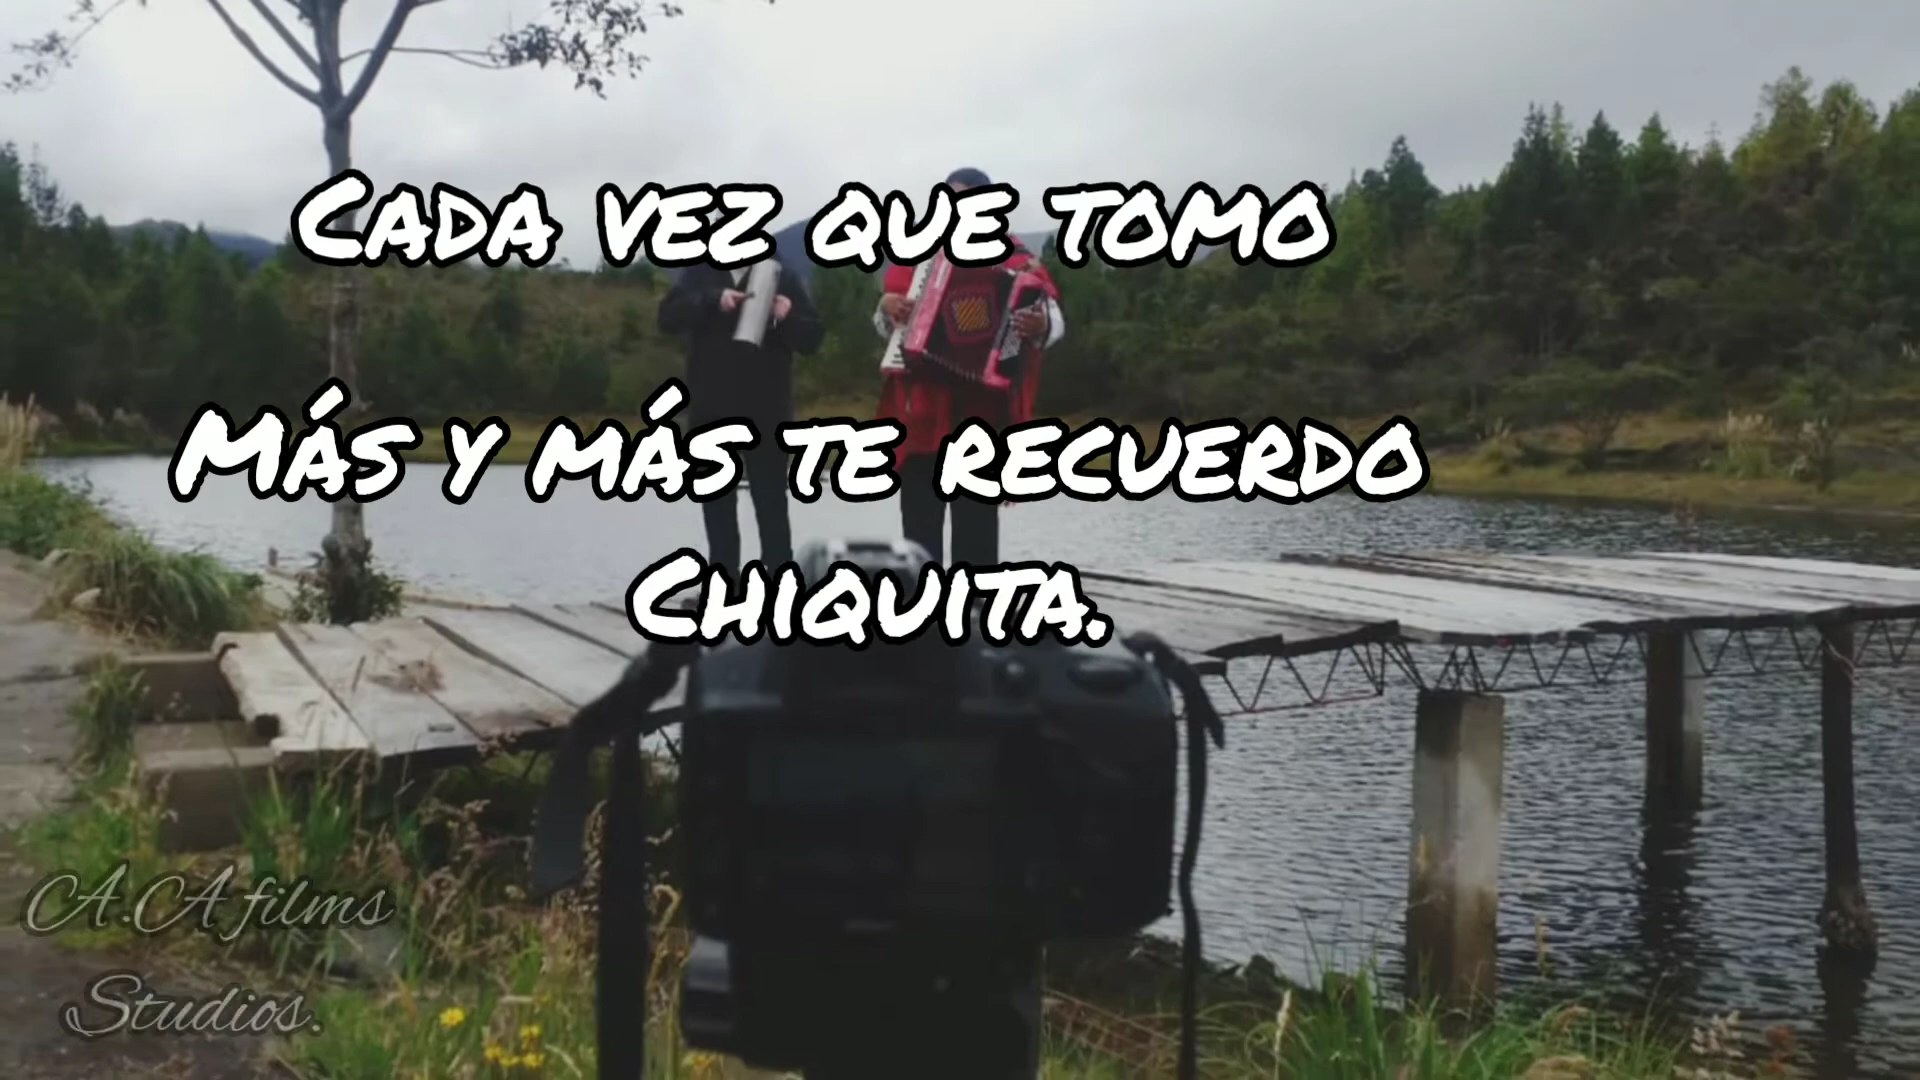 Cada vez que tomo
Más y más te recuerdo
Chiquita.
A.A films
Studios.